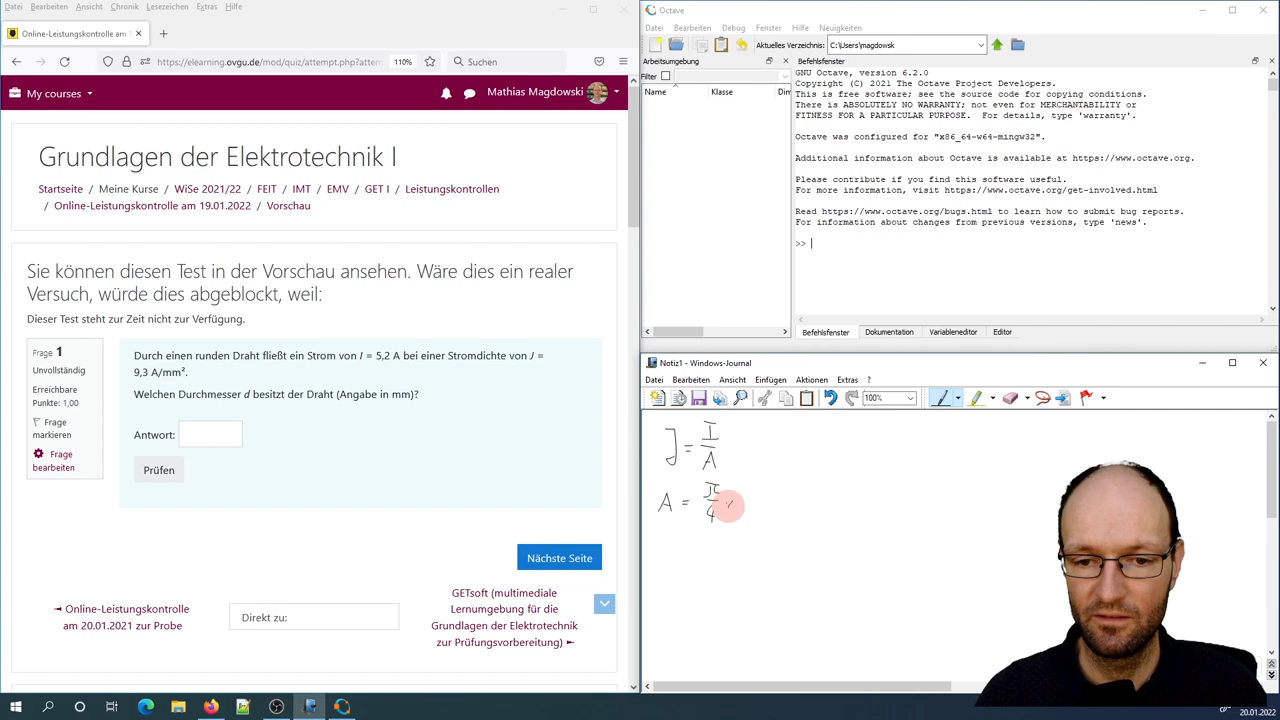 Datei Bearbeiten Ansicht Chronik Lesezeichen Extras Hilfe
Online-Leistungskontrolle am
https://elearning.ovgu.de/mod/quiz/attempt.php?attem
110%
Suchen
My courses
Mathias Magdowski
Grundlagen der Elektrotechnik I
Startseite / Meine Kurse / WiSe 2021/22 / FEIT / IMT / EMV / GET I / Leistungskontrollen
/ Online-Leistungskontrolle am 19.01.2022 / Vorschau
Sie können diesen Test in der Vorschau ansehen. Wäre dies ein realer
Versuch, würde dies abgeblockt, weil:
Dieser Test steht zur Zeit nicht zur Verfügung.
Frage 1
Unvollständig
Erreichbare
Punkte: 1,00
Frage
markieren
Frage
bearbeiten
Durch einen runden Draht fließt ein Strom von I = 5,2 A bei einer Stromdichte von J =
9,3 A/mm².
Welchen Durchmesser d besitzt der Draht (Angabe in mm)?
Antwort:
Prüfen
Nächste Seite
◄ Online-Leistungskontrolle
am 20.01.2021 zur Probe
Direkt zu:
GETsoft (multimediale
Lernumgebung für die
Grundlagen der Elektrotechnik
zur Prüfungsvorbereitung) ►
Octave
Datei Bearbeiten Debug Fenster Hilfe Neuigkeiten
Aktuelles Verzeichnis: C:\Users\magdowsk
Arbeitsumgebung
Filter
Name Klasse Dim
Befehlsfenster
GNU Octave, version 6.2.0
Copyright (C) 2021 The Octave Project Developers.
This is free software; see the source code for copying conditions.
There is ABSOLUTELY NO WARRANTY; not even for MERCHANTABILITY or
FITNESS FOR A PARTICULAR PURPOSE.  For details, type 'warranty'.
Octave was configured for "x86_64-w64-mingw32".
Additional information about Octave is available at https://www.octave.org.
Please contribute if you find this software useful.
For more information, visit https://www.octave.org/get-involved.html
Read https://www.octave.org/bugs.html to learn how to submit bug reports.
For information about changes from previous versions, type 'news'.
>>
Befehlsfenster Dokumentation Variableneditor Editor
Notiz1 - Windows-Journal
Datei Bearbeiten Ansicht Einfügen Aktionen Extras ?
100%
J = I/A
A = π/4
20.01.2022